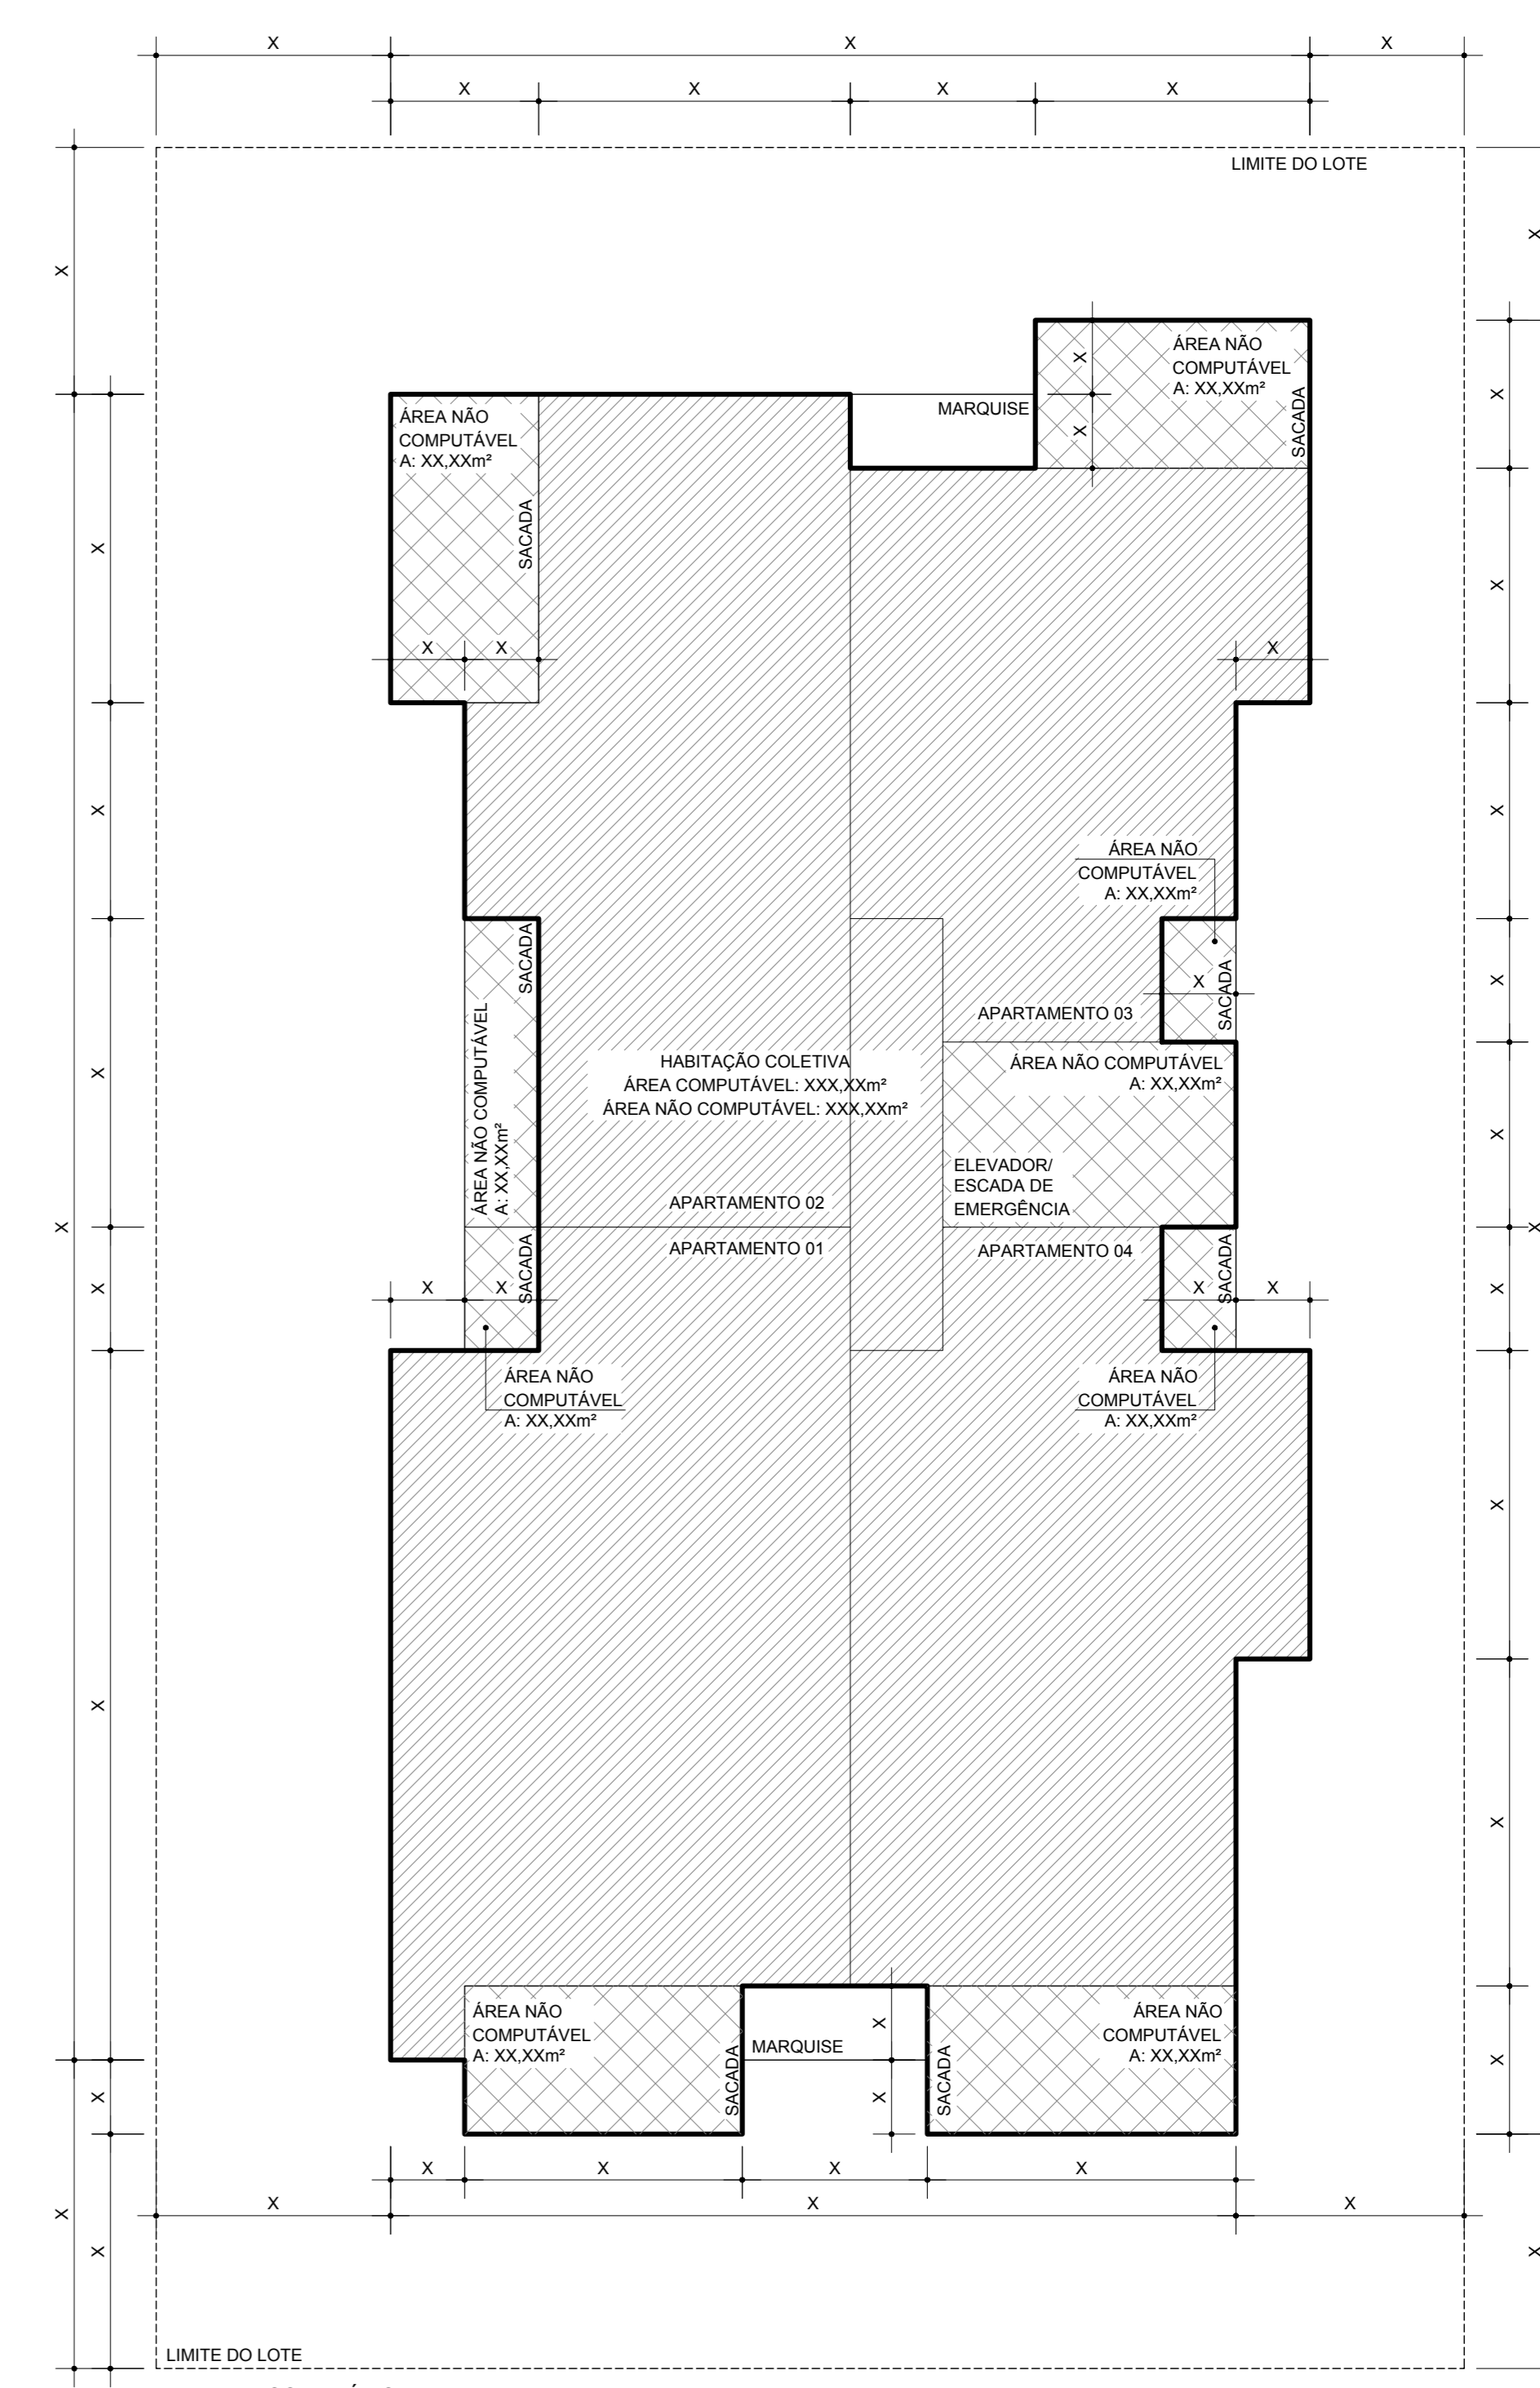 X
X
X
X
X
X
X
LIMITE DO LOTE
X
X
ÁREA NÃO
COMPUTÁVEL
A: XX,XXm²
SACADA
X
X
X
MARQUISE
ÁREA NÃO
COMPUTÁVEL
A: XX,XXm²
SACADA
X
X
X
X
X
X
X
ÁREA NÃO
COMPUTÁVEL
A: XX,XXm²
SACADA
SACADA
X
X
APARTAMENTO 03
ÁREA NÃO COMPUTÁVEL
A: XX,XXm²
HABITAÇÃO COLETIVA
ÁREA COMPUTÁVEL: XXX,XXm²
ÁREA NÃO COMPUTÁVEL: XXX,XXm²
ÁREA NÃO COMPUTÁVEL
A: XX,XXm²
X
X
ELEVADOR/
ESCADA DE
EMERGÊNCIA
APARTAMENTO 02
APARTAMENTO 01
APARTAMENTO 04
X
X
SACADA
SACADA
X
X
X
X
X
X
ÁREA NÃO
COMPUTÁVEL
A: XX,XXm²
ÁREA NÃO
COMPUTÁVEL
A: XX,XXm²
X
X
X
ÁREA NÃO
COMPUTÁVEL
A: XX,XXm²
SACADA
MARQUISE
X
X
SACADA
ÁREA NÃO
COMPUTÁVEL
A: XX,XXm²
X
X
X
X
X
X
X
X
X
X
X
X
LIMITE DO LOTE